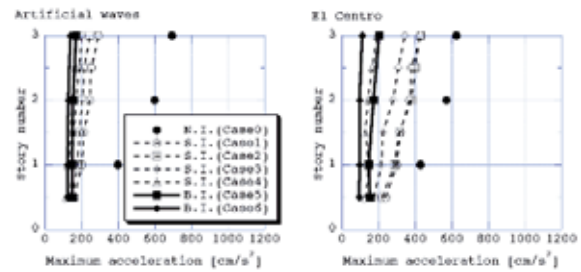 Artificial waves
El Centro
Story number
3
2
1
0
N.I.(Case0)
S.I.(Case1)
S.I.(Case2)
S.I.(Case3)
S.I.(Case4)
B.I.(Case5)
B.I.(Case6)
0 200 400 600 800 1000 1200
Maximum acceleration [cm/s²]
Story number
3
2
1
0
0 200 400 600 800 1000 1200
Maximum acceleration [cm/s²]